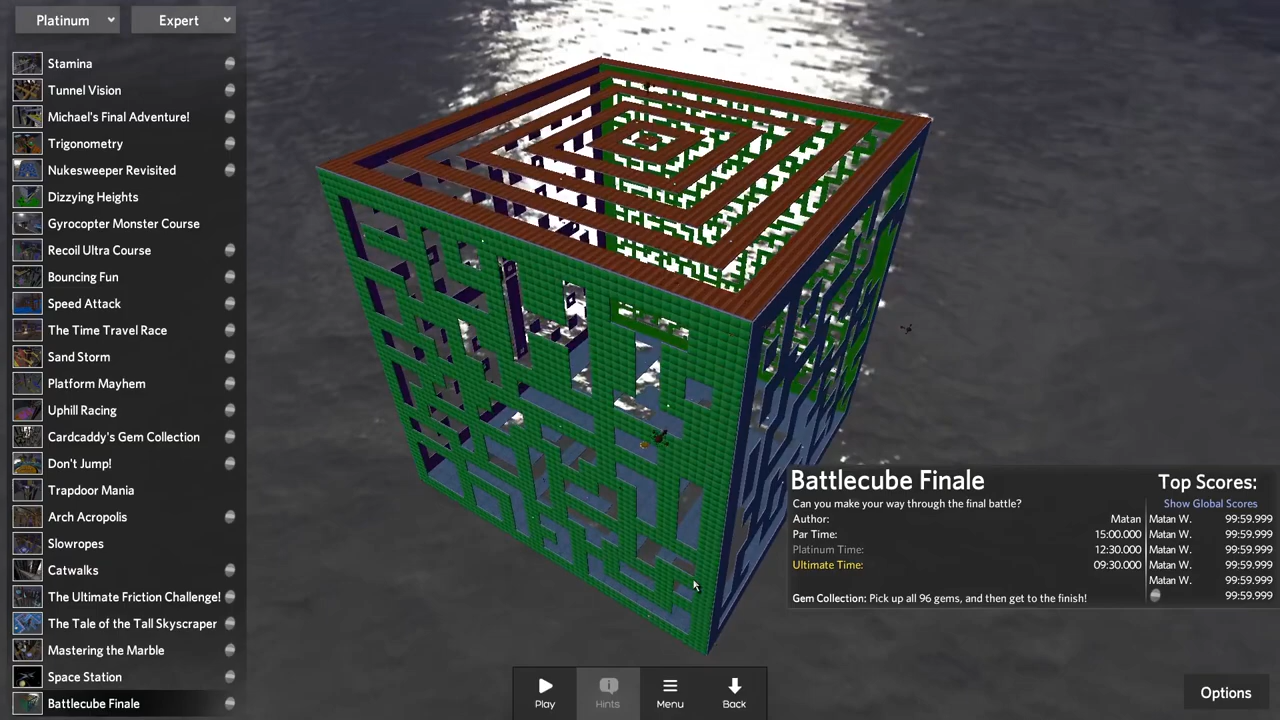 Platinum
Expert
Stamina
Tunnel Vision
Nathaniel's Final Adventure!
Trigonometry
Nukesweeper Revisited
Dizzying Heights
Gyrocopter Monster Course
Recoil Ultra Course
Bouncing Fun
Speed Attack
The Time Travel Race
Sand Storm
Platform Mayhem
Uphill Racing
Cardcaddy's Gem Collection
Don't Jump!
Trapdoor Mania
Arch Acropolis
Slowropes
Catwalks
The Ultimate Friction Challenge!
The Tale of the Tall Skyscraper
Mastering the Marble
Space Station
Battlecube Finale
Battlecube Finale
Can you make your way through the final battle?
Author: Matan
Par Time: 15:00.000
Platinum Time: 12:30.000
Ultimate Time: 09:30.000
Gem Collection: Pick up all 96 gems, and then get to the finish!
Top Scores:
Show Global Scores
Matan W. 99:59.999
Matan W. 99:59.999
Matan W. 99:59.999
Matan W. 99:59.999
Matan W. 99:59.999
99:59.999
Play
Hints
Menu
Back
Options